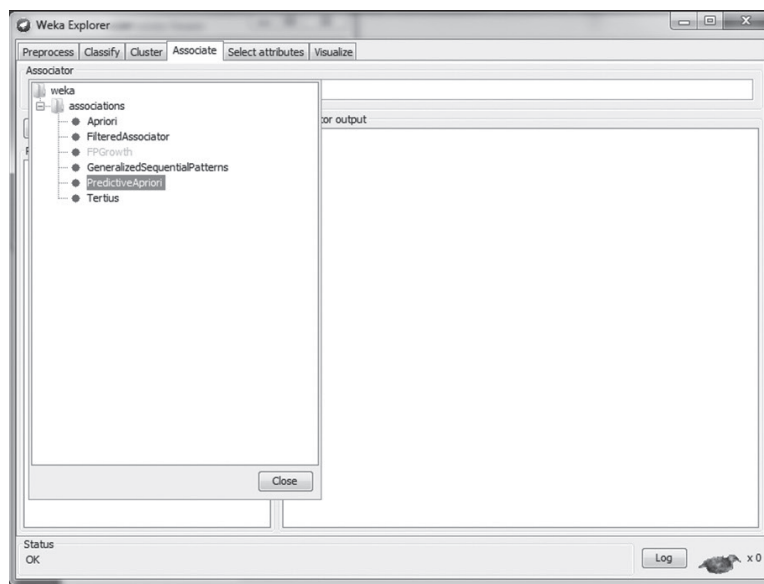 Weka Explorer
Preprocess Classify Cluster Associate Select attributes Visualize
Associator
weka
associations
Apriori
FilteredAssociator
FPGrowth
GeneralizedSequentialPatterns
PredictiveApriori
Tertius
or output
Close
Status
OK
Log
x 0